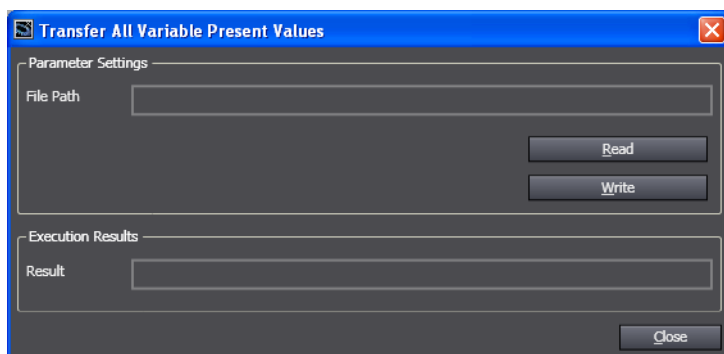 Transfer All Variable Present Values
Parameter Settings
File Path
Read
Write
Execution Results
Result
Close